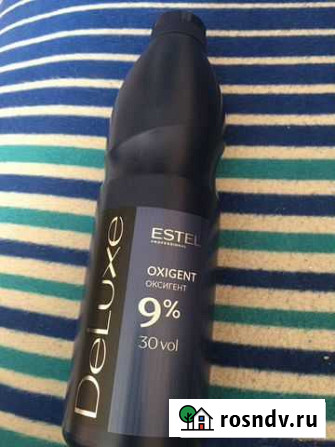 DeLuxe
ESTEL
PROFESSIONAL
OXIGENT
ОКСИГЕНТ
9%
30 vol
rosndv.ru